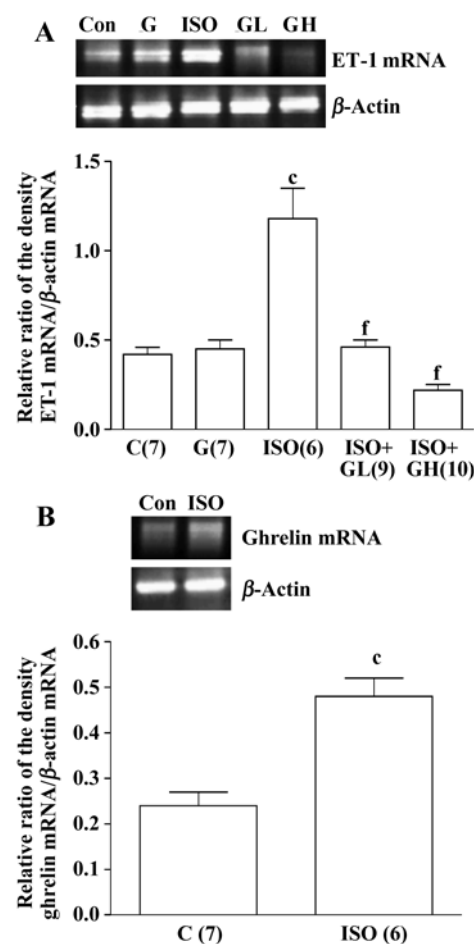 A
Con G ISO GL GH
ET-1 mRNA
β-Actin
Relative ratio of the density
ET-1 mRNA/β-actin mRNA
1.5
1.0
0.5
0.0
c
f
f
C(7) G(7) ISO(6) ISO+ ISO+
GL(9) GH(10)
B
Con ISO
Ghrelin mRNA
β-Actin
Relative ratio of the density
ghrelin mRNA/β-actin mRNA
0.6
0.5
0.4
0.3
0.2
0.1
0.0
c
C (7) ISO (6)